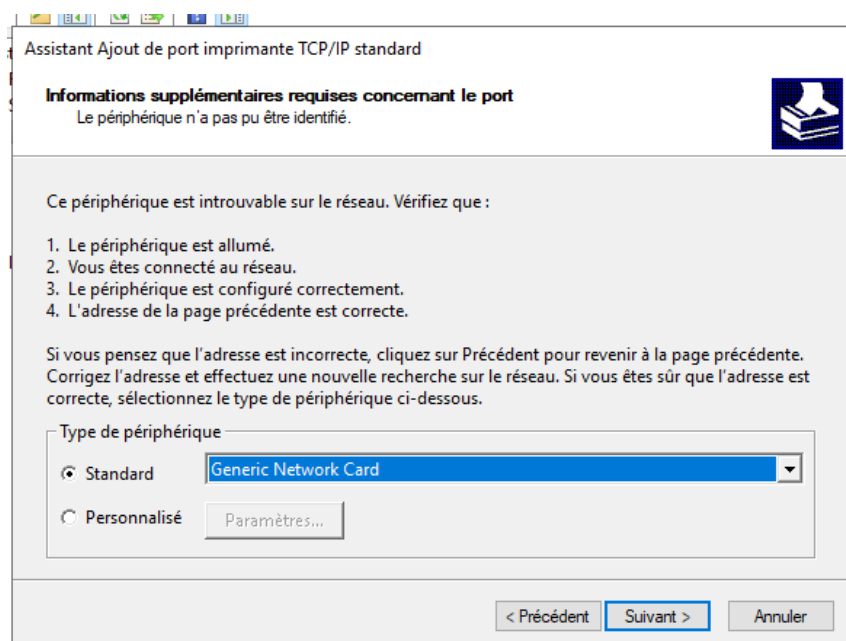 Assistant Ajout de port imprimante TCP/IP standard
Informations supplémentaires requises concernant le port
Le périphérique n'a pas pu être identifié.
Ce périphérique est introuvable sur le réseau. Vérifiez que :
1. Le périphérique est allumé.
2. Vous êtes connecté au réseau.
3. Le périphérique est configuré correctement.
4. L'adresse de la page précédente est correcte.
Si vous pensez que l'adresse est incorrecte, cliquez sur Précédent pour revenir à la page précédente.
Corrigez l'adresse et effectuez une nouvelle recherche sur le réseau. Si vous êtes sûr que l'adresse est
correcte, sélectionnez le type de périphérique ci-dessous.
Type de périphérique
Standard Generic Network Card
Personnalisé Paramètres...
< Précédent Suivant > Annuler